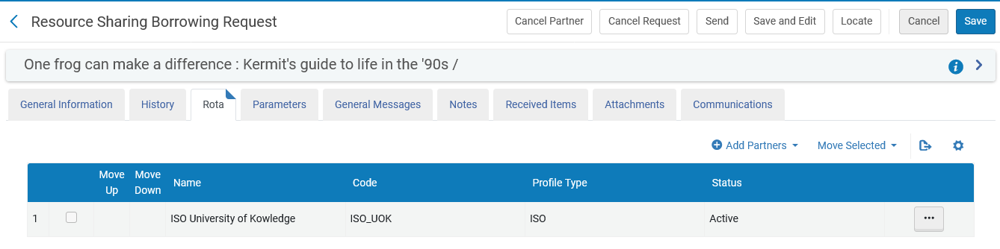 Resource Sharing Borrowing Request
Cancel Partner Cancel Request Send Save and Edit Locate Cancel Save
One frog can make a difference : Kermit's guide to life in the '90s /
General Information History Rota Parameters General Messages Notes Received Items Attachments Communications
Add Partners Move Selected
Move Up Move Down Name Code Profile Type Status
1 ISO University of Kowledge ISO_UOK ISO Active